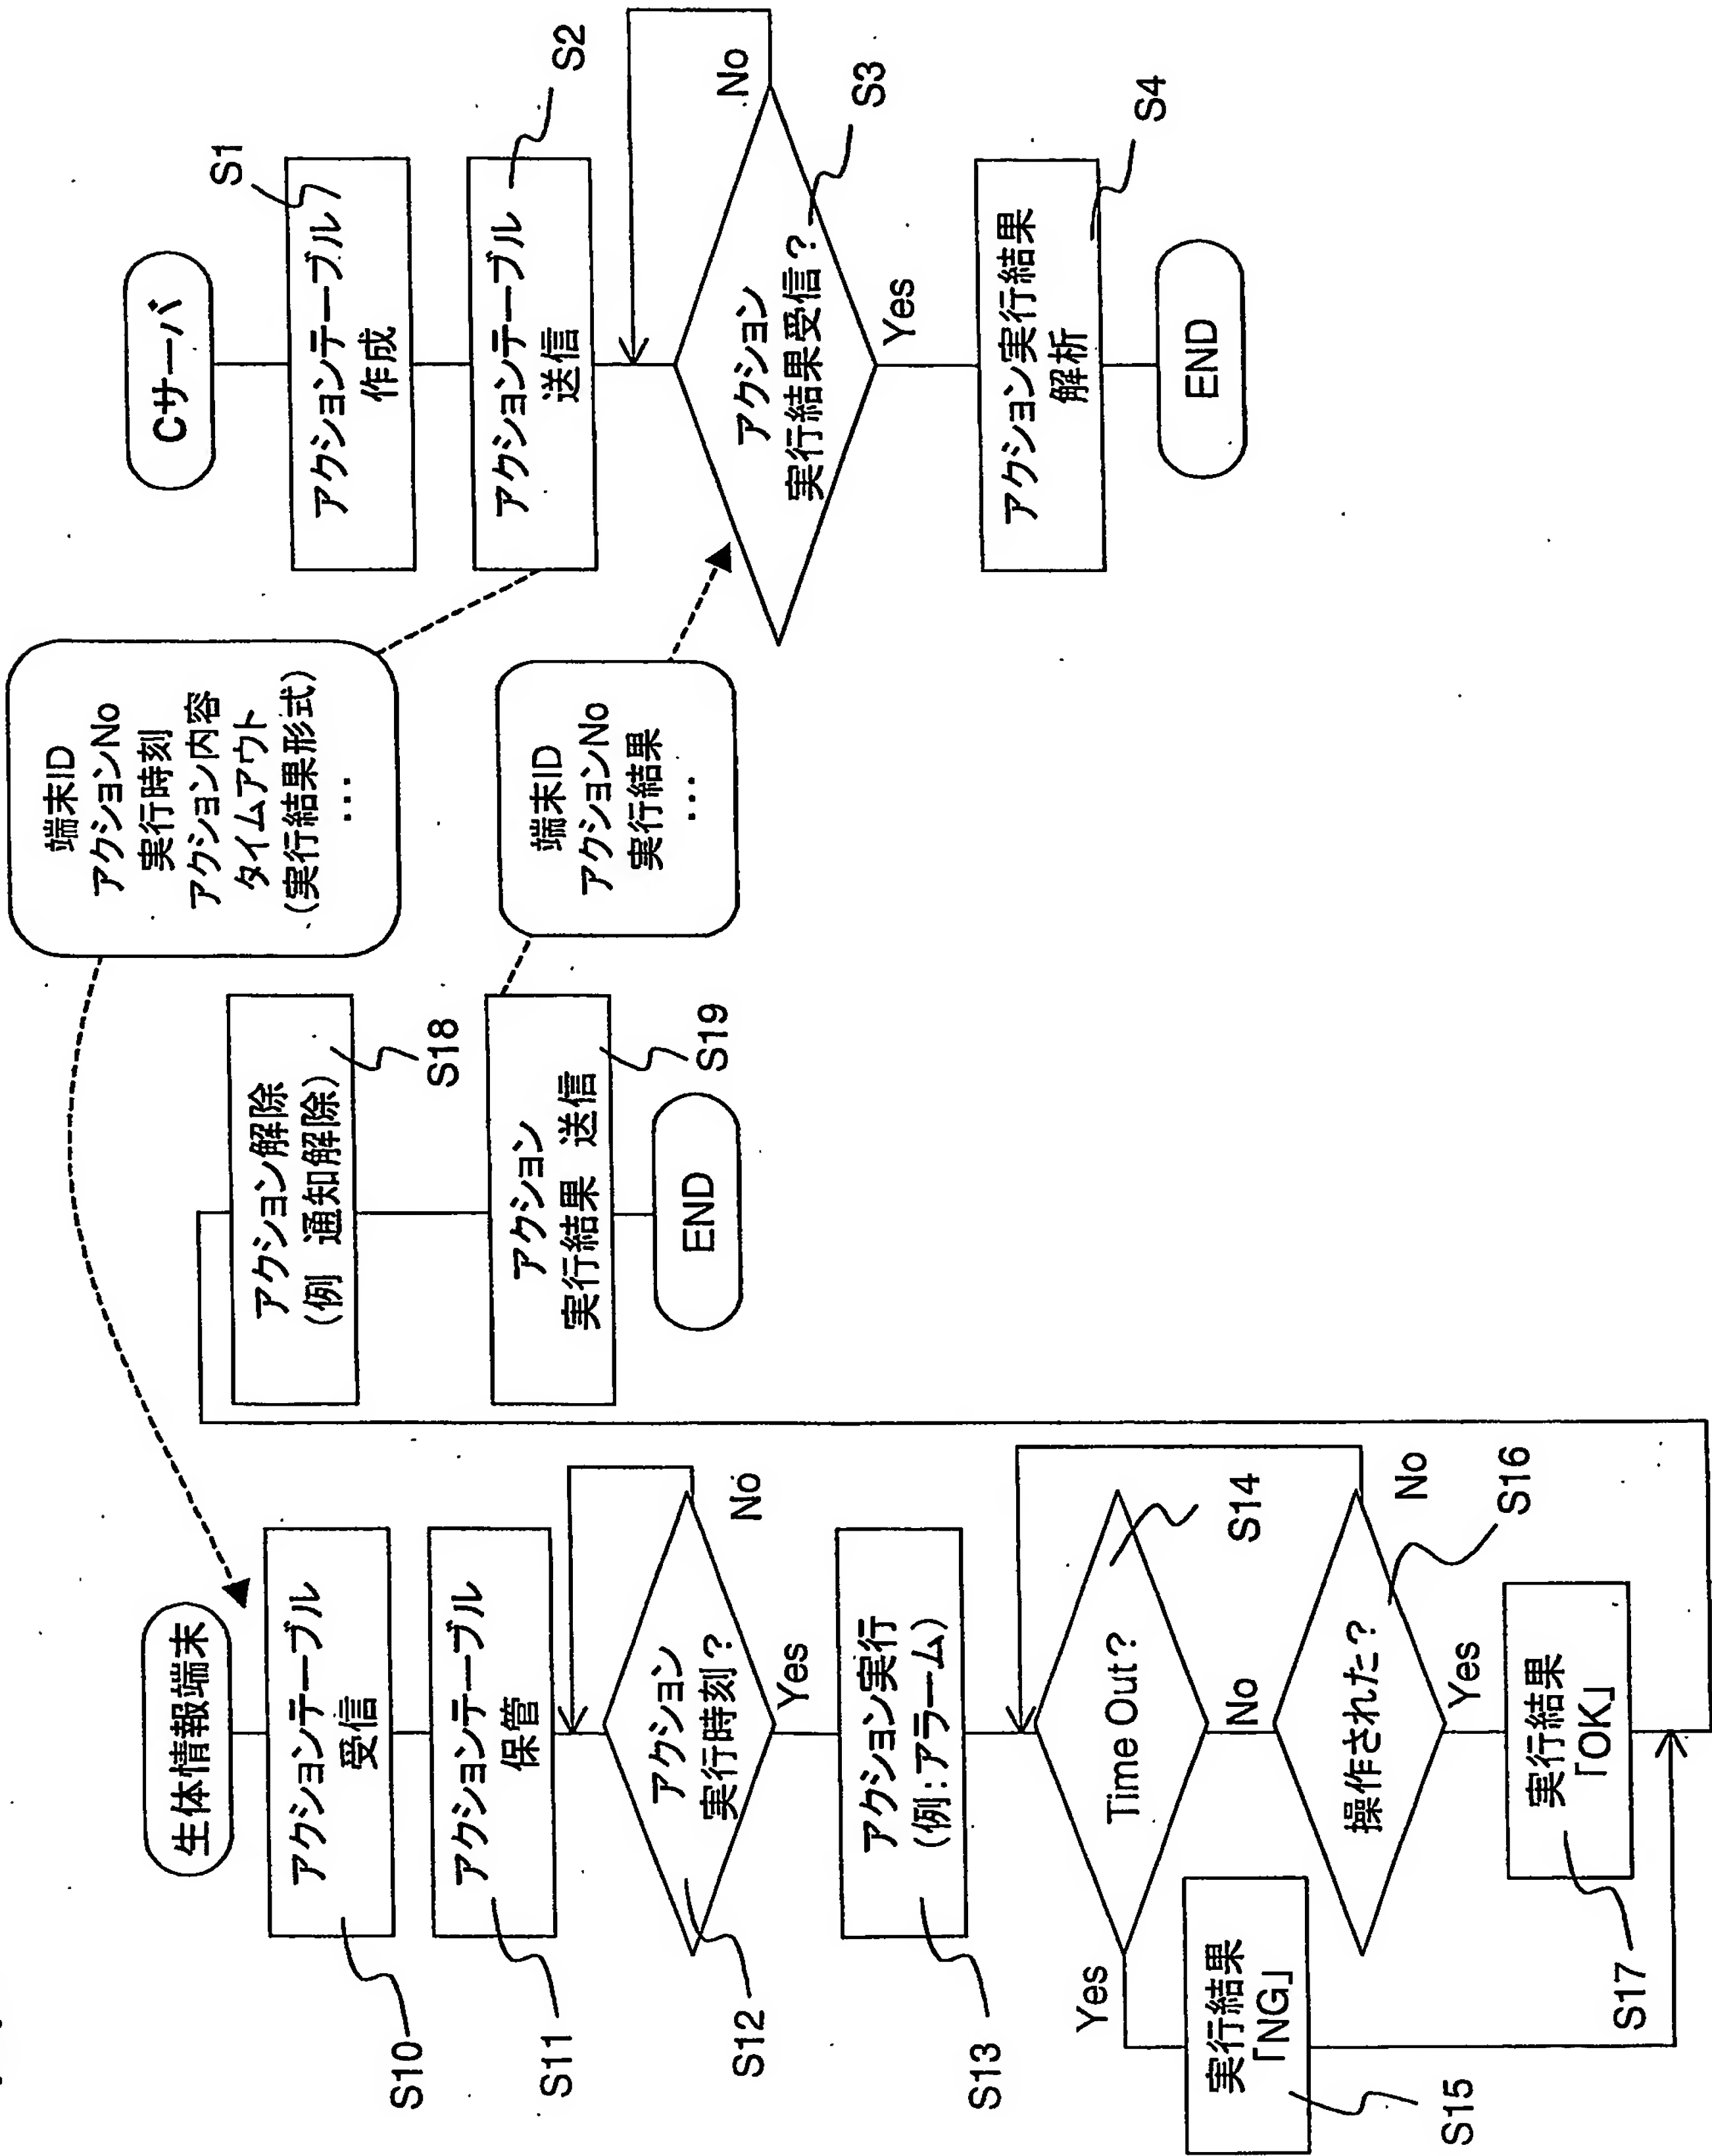 生体情報端末
アクションテーブル
受信
S10
アクションテーブル
保管
S11
アクション
実行時刻?
S12
No
Yes
アクション実行
(例:アラーム)
S13
Time Out?
S14
Yes
No
実行結果
「NG」
S15
操作された?
S16
No
Yes
実行結果
「OK」
S17
アクション解除
(例 通知解除)
S18
アクション
実行結果 送信
S19
END
端末ID
アクションNo
実行時刻
アクション内容
タイムアウト
(実行結果形式)
・・・
端末ID
アクションNo
実行結果
・・・
Cサーバ
アクションテーブル
作成
S1
アクションテーブル
送信
S2
アクション
実行結果受信?
S3
No
Yes
アクション実行結果
解析
S4
END